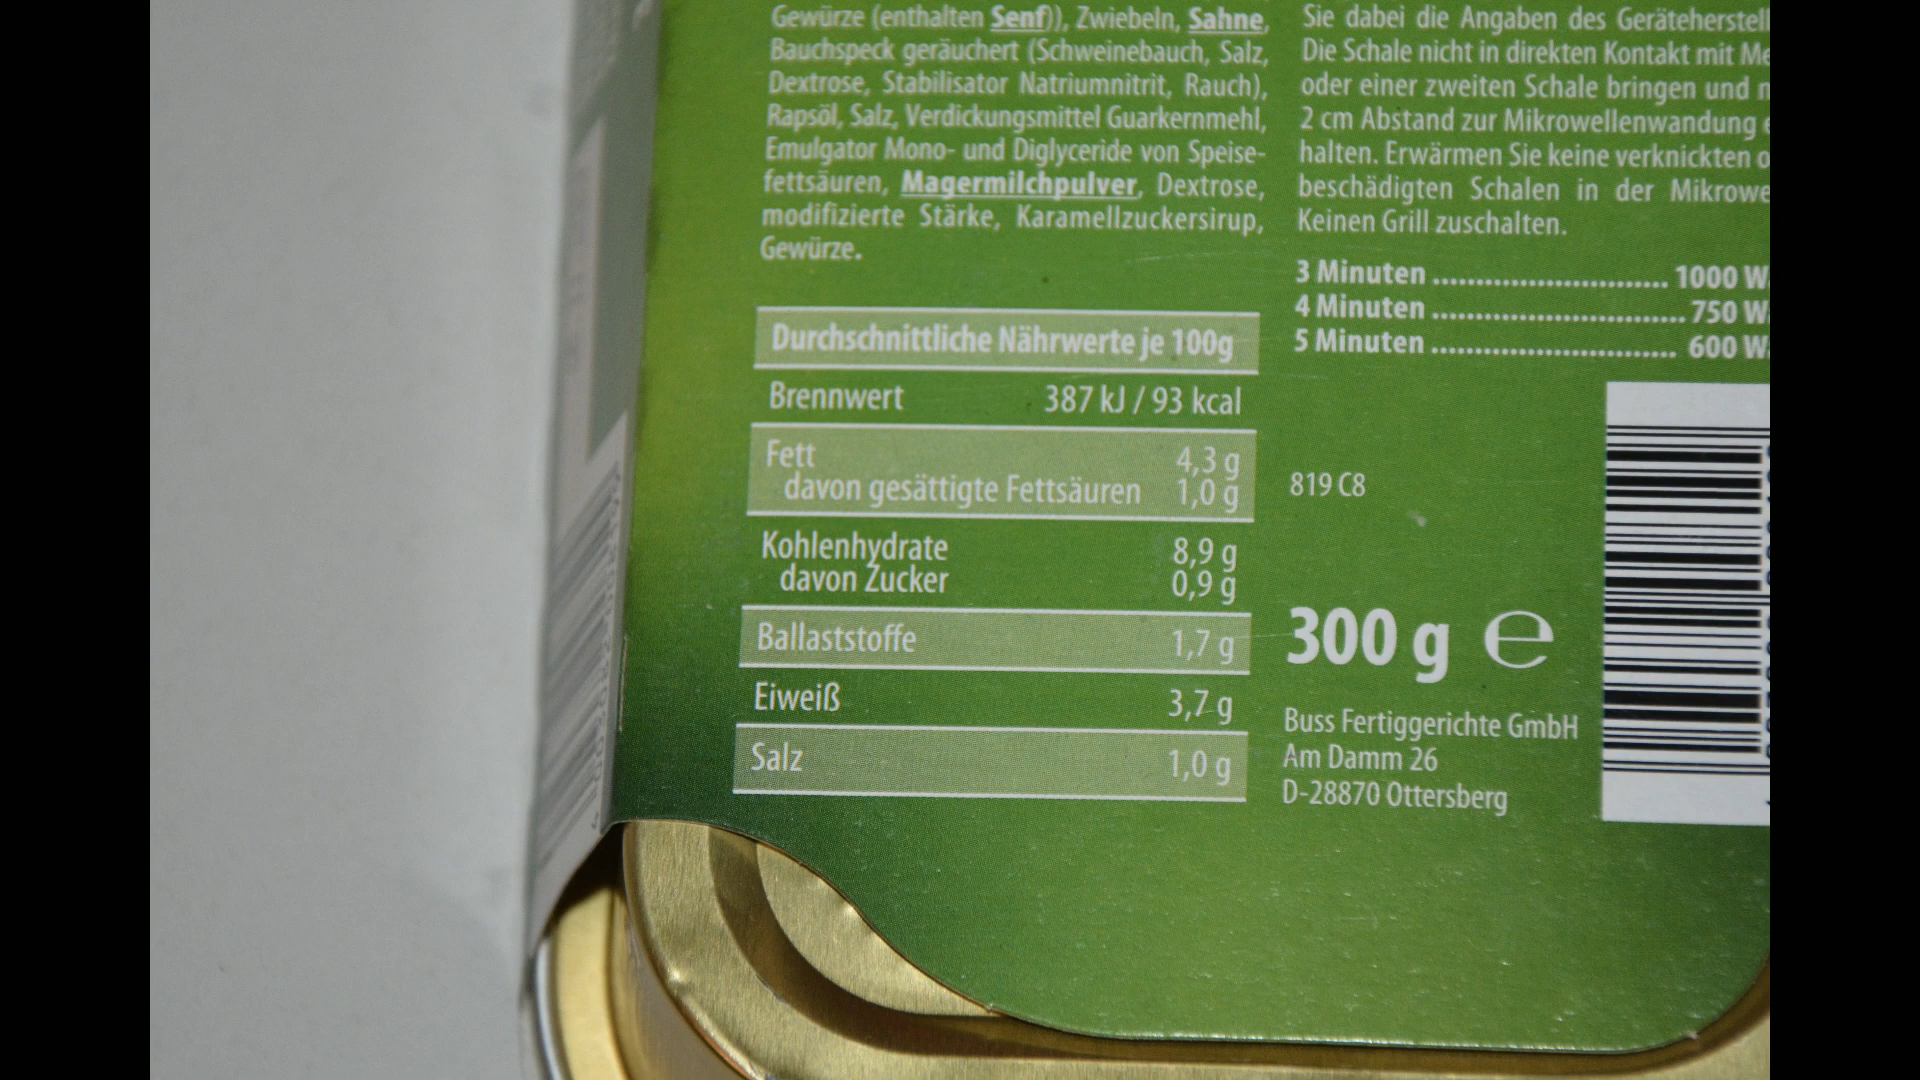 Gewürze (enthalten Senf)), Zwiebeln, Sahne,
Bauchspeck geräuchert (Schweinebauch, Salz,
Dextrose, Stabilisator Natriumnitrit, Rauch),
Rapsöl, Salz, Verdickungsmittel Guarkernmehl,
Emulgator Mono- und Diglyceride von Speise-
fettsäuren, Magermilchpulver, Dextrose,
modifizierte Stärke, Karamellzuckersirup,
Gewürze.
Durchschnittliche Nährwerte je 100g
Brennwert 387 kJ / 93 kcal
Fett 4,3 g
davon gesättigte Fettsäuren 1,0 g
Kohlenhydrate 8,9 g
davon Zucker 0,9 g
Ballaststoffe 1,7 g
Eiweiß 3,7 g
Salz 1,0 g
Sie dabei die Angaben des Geräteherstell
Die Schale nicht in direkten Kontakt mit Me
oder einer zweiten Schale bringen und
2 cm Abstand zur Mikrowellenwandung
halten. Erwärmen Sie keine verknickten o
beschädigten Schalen in der Mikrowe
Keinen Grill zuschalten.
3 Minuten ............................ 1000 W
4 Minuten .............................. 750 W
5 Minuten ............................. 600 W
819 C8
300 g ℮
Buss Fertiggerichte GmbH
Am Damm 26
D-28870 Ottersberg